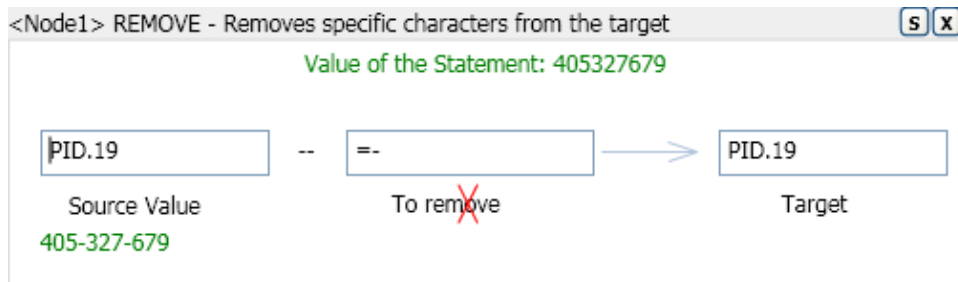 <Node1> REMOVE - Removes specific characters from the target S X
Value of the Statement: 405327679
PID.19 -- =- PID.19
Source Value To remove Target
405-327-679